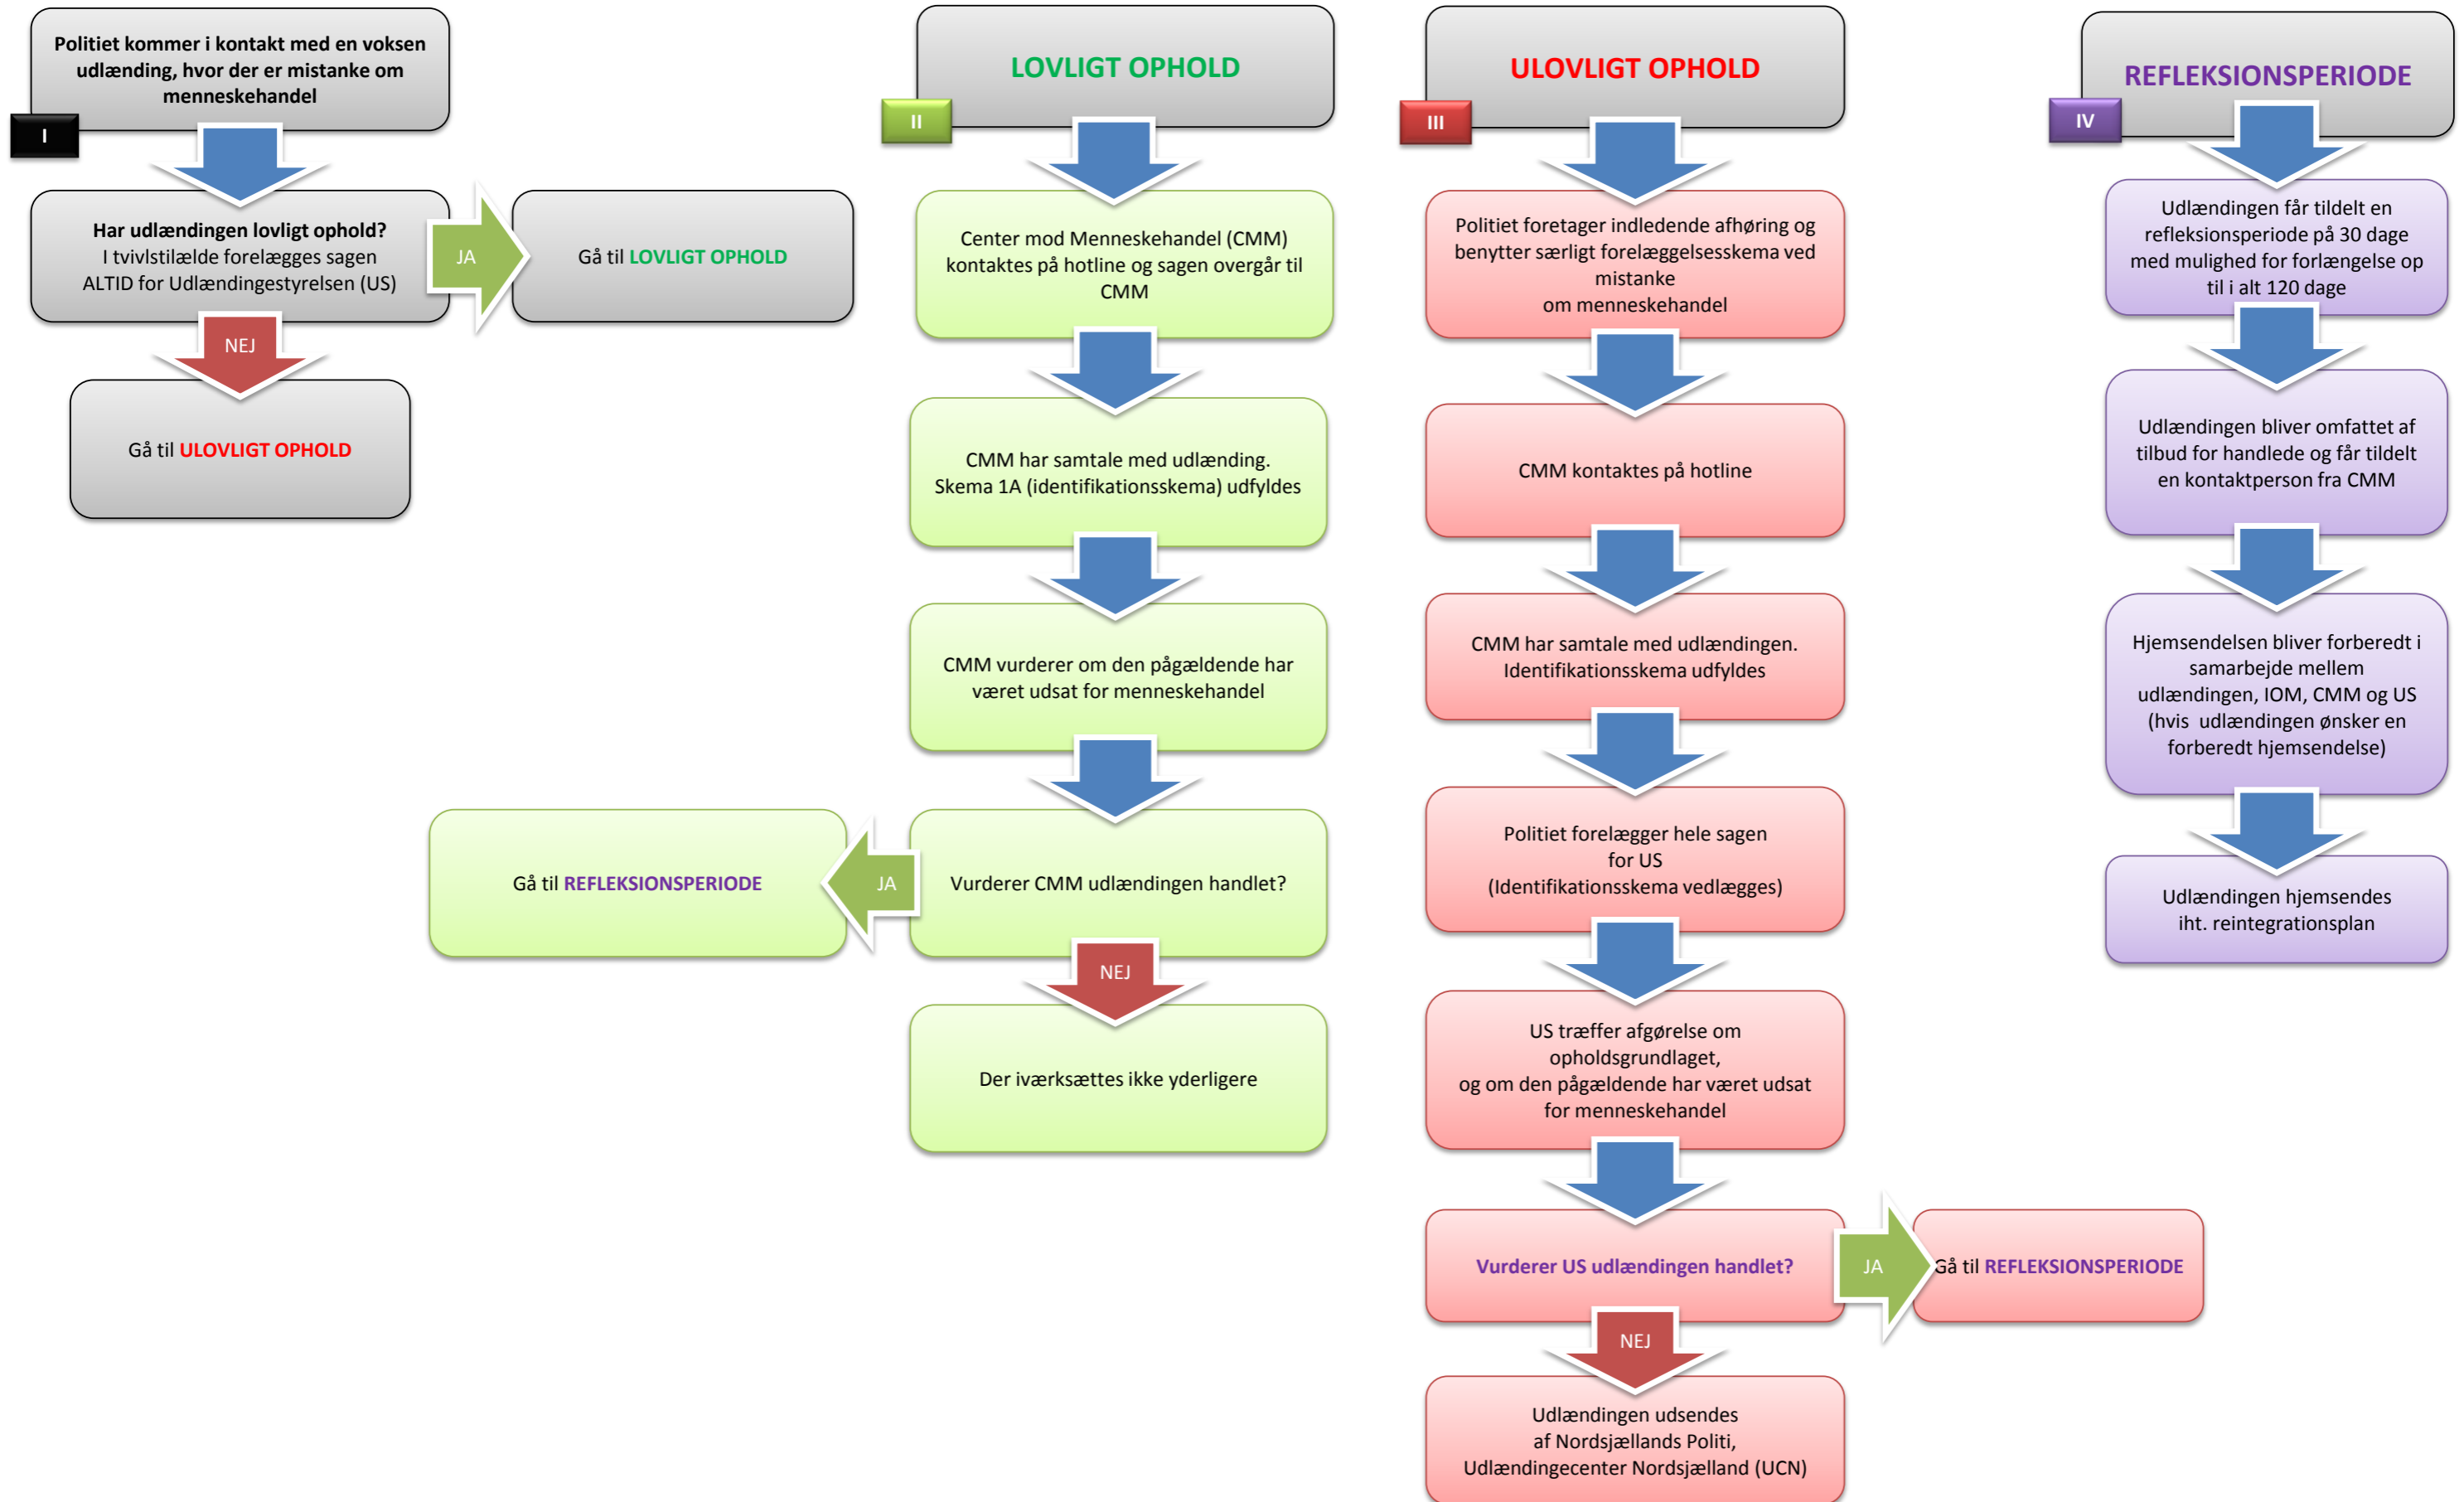 Politiet kommer i kontakt med en voksen
udlænding, hvor der er mistanke om
menneskehandel
I
Har udlændingen lovligt ophold?
I tvivlstilælde forelægges sagen
ALTID for Udlændingestyrelsen (US)
JA
Gå til LOVLIGT OPHOLD
NEJ
Gå til ULOVLIGT OPHOLD
LOVLIGT OPHOLD
II
Center mod Menneskehandel (CMM)
kontaktes på hotline og sagen overgår til
CMM
CMM har samtale med udlænding.
Skema 1A (identifikationsskema) udfyldes
CMM vurderer om den pågældende har
været udsat for menneskehandel
Vurderer CMM udlændingen handlet?
JA
Gå til REFLEKSIONSPERIODE
NEJ
Der iværksættes ikke yderligere
ULOVLIGT OPHOLD
III
Politiet foretager indledende afhøring og
benytter særligt forelæggelsesskema ved
mistanke
om menneskehandel
CMM kontaktes på hotline
CMM har samtale med udlændingen.
Identifikationsskema udfyldes
Politiet forelægger hele sagen
for US
(Identifikationsskema vedlægges)
US træffer afgørelse om
opholdsgrundlaget,
og om den pågældende har været udsat
for menneskehandel
Vurderer US udlændingen handlet?
JA
Gå til REFLEKSIONSPERIODE
NEJ
Udlændingen udsendes
af Nordsjællands Politi,
Udlændingecenter Nordsjælland (UCN)
REFLEKSIONSPERIODE
IV
Udlændingen får tildelt en
refleksionsperiode på 30 dage
med mulighed for forlængelse op
til i alt 120 dage
Udlændingen bliver omfattet af
tilbud for handlede og får tildelt
en kontaktperson fra CMM
Hjemsendelsen bliver forberedt i
samarbejde mellem
udlændingen, IOM, CMM og US
(hvis udlændingen ønsker en
forberedt hjemsendelse)
Udlændingen hjemsendes
iht. reintegrationsplan